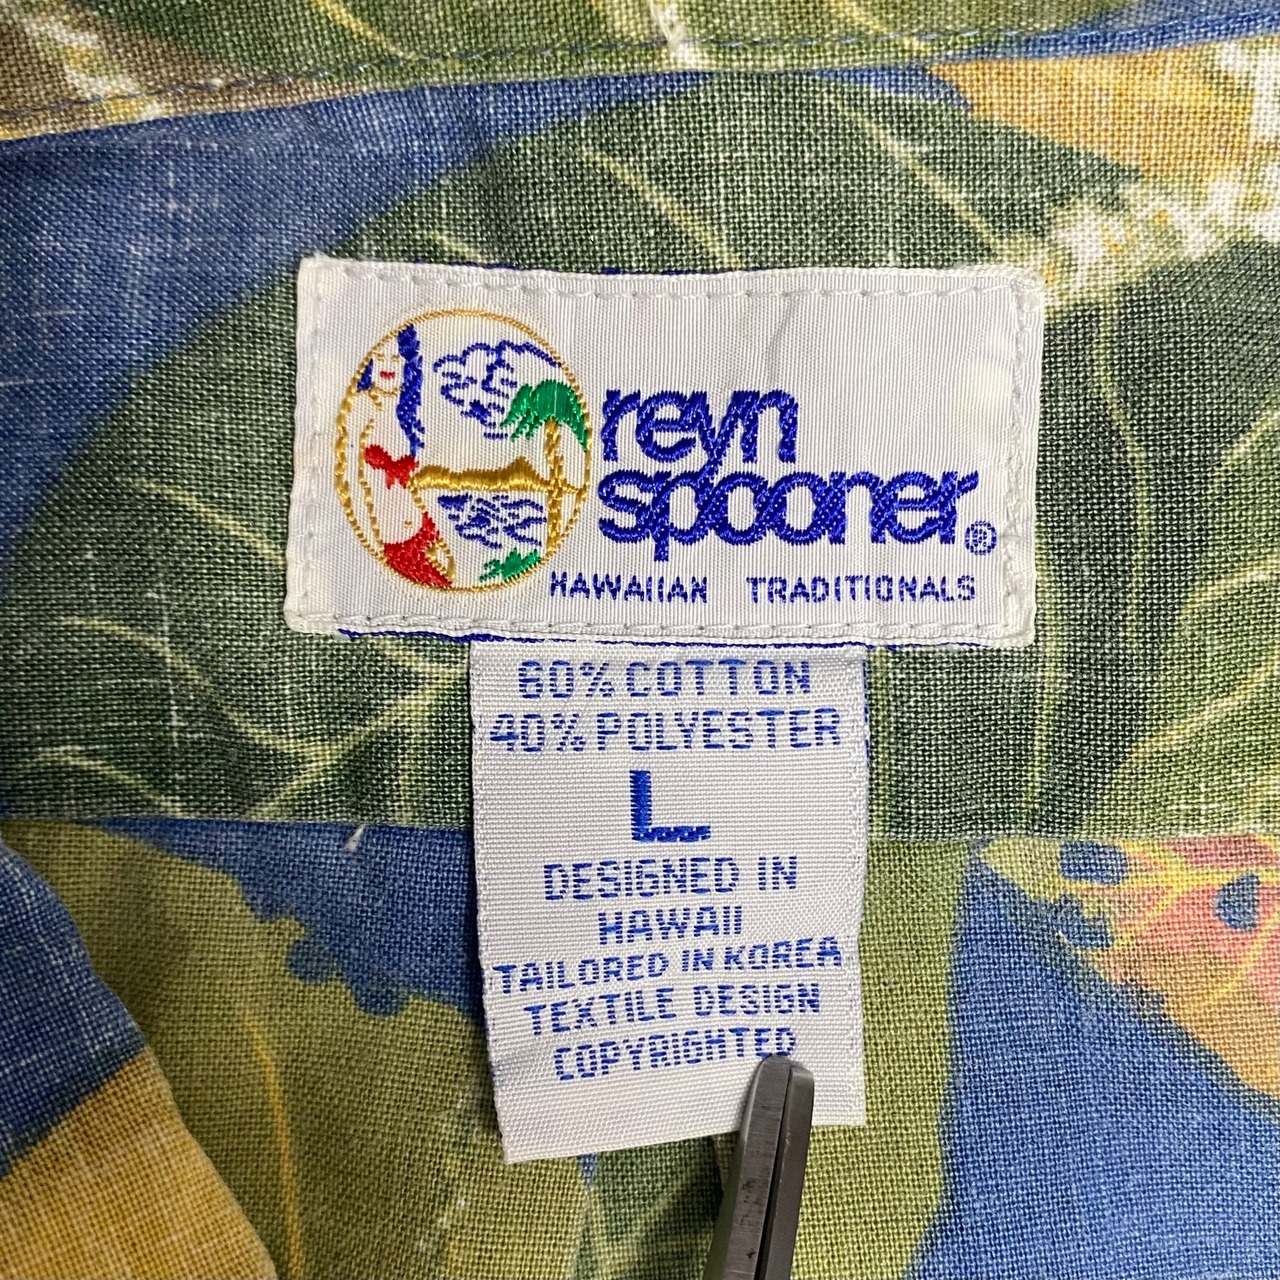 reyn
spooner®
HAWAIIAN TRADITIONALS
60% COTTON
40% POLYESTER
L
DESIGNED IN
HAWAII
TAILORED IN KOREA
TEXTILE DESIGN
COPYRIGHTED